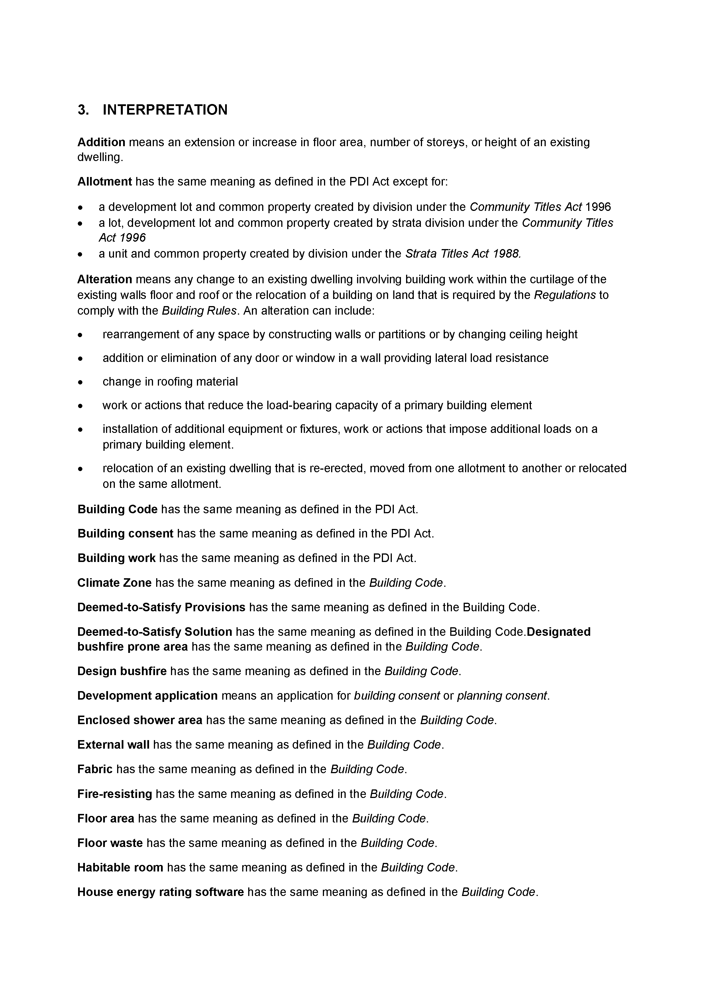 3. INTERPRETATION
Addition means an extension or increase in floor area, number of storeys, or height of an existing
dwelling.
Allotment has the same meaning as defined in the PDI Act except for:
• a development lot and common property created by division under the Community Titles Act 1996
• a lot, development lot and common property created by strata division under the Community Titles
Act 1996
• a unit and common property created by division under the Strata Titles Act 1988.
Alteration means any change to an existing dwelling involving building work within the curtilage of the
existing walls floor and roof or the relocation of a building on land that is required by the Regulations to
comply with the Building Rules. An alteration can include:
• rearrangement of any space by constructing walls or partitions or by changing ceiling height
• addition or elimination of any door or window in a wall providing lateral load resistance
• change in roofing material
• work or actions that reduce the load-bearing capacity of a primary building element
• installation of additional equipment or fixtures, work or actions that impose additional loads on a
primary building element.
• relocation of an existing dwelling that is re-erected, moved from one allotment to another or relocated
on the same allotment.
Building Code has the same meaning as defined in the PDI Act.
Building consent has the same meaning as defined in the PDI Act.
Building work has the same meaning as defined in the PDI Act.
Climate Zone has the same meaning as defined in the Building Code.
Deemed-to-Satisfy Provisions has the same meaning as defined in the Building Code.
Deemed-to-Satisfy Solution has the same meaning as defined in the Building Code.Designated
bushfire prone area has the same meaning as defined in the Building Code.
Design bushfire has the same meaning as defined in the Building Code.
Development application means an application for building consent or planning consent.
Enclosed shower area has the same meaning as defined in the Building Code.
External wall has the same meaning as defined in the Building Code.
Fabric has the same meaning as defined in the Building Code.
Fire-resisting has the same meaning as defined in the Building Code.
Floor area has the same meaning as defined in the Building Code.
Floor waste has the same meaning as defined in the Building Code.
Habitable room has the same meaning as defined in the Building Code.
House energy rating software has the same meaning as defined in the Building Code.